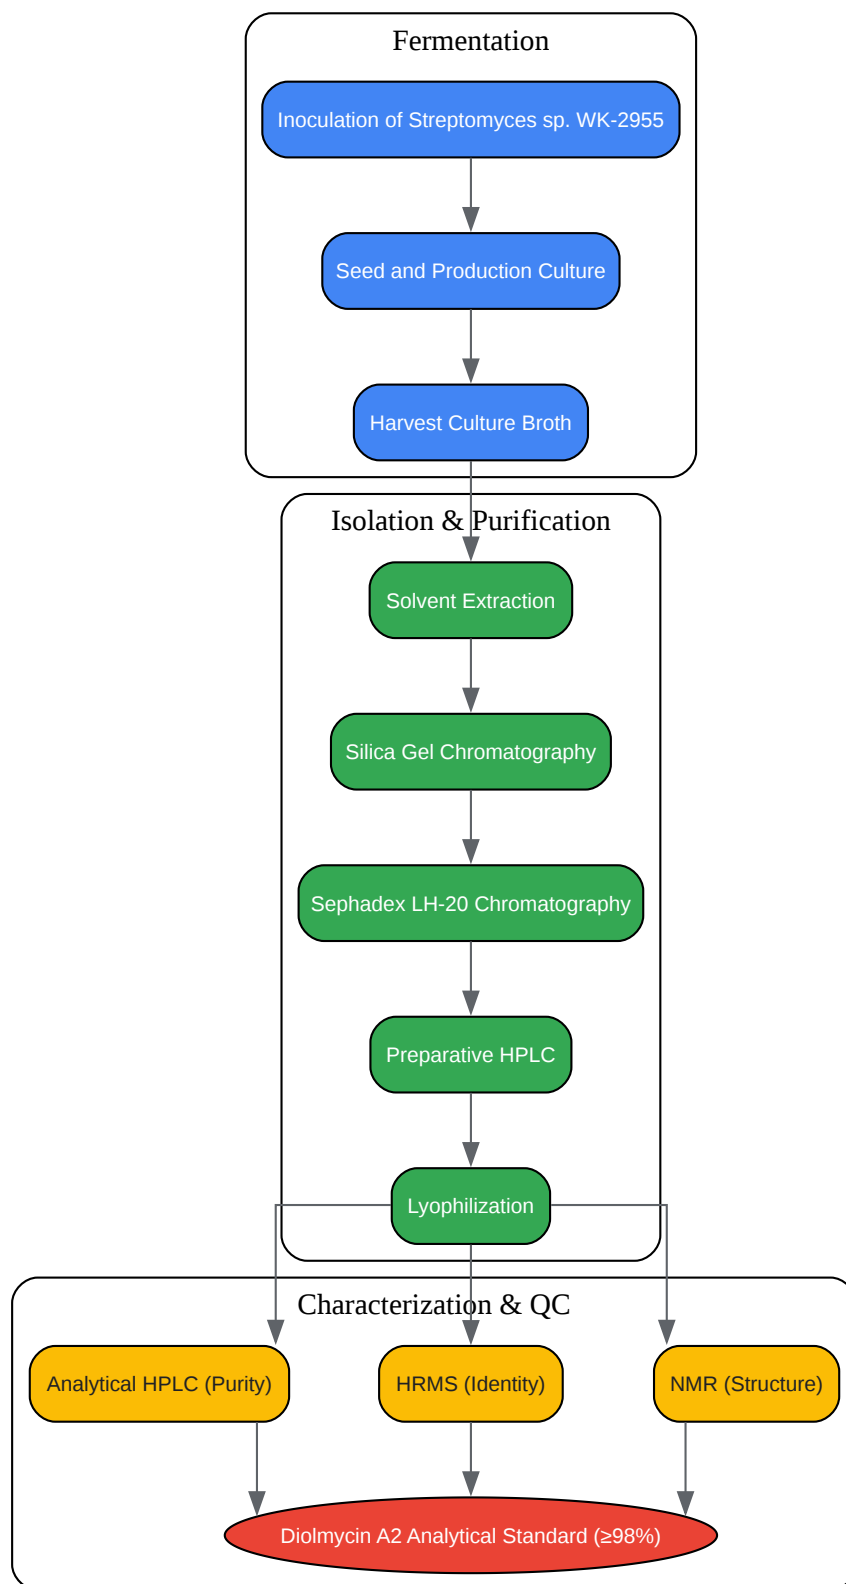 Fermentation
Inoculation of Streptomyces sp. WK-2955
Seed and Production Culture
Harvest Culture Broth
Isolation & Purification
Solvent Extraction
Silica Gel Chromatography
Sephadex LH-20 Chromatography
Preparative HPLC
Lyophilization
Characterization & QC
Analytical HPLC (Purity)
HRMS (Identity)
NMR (Structure)
Diolmycin A2 Analytical Standard (≥98%)